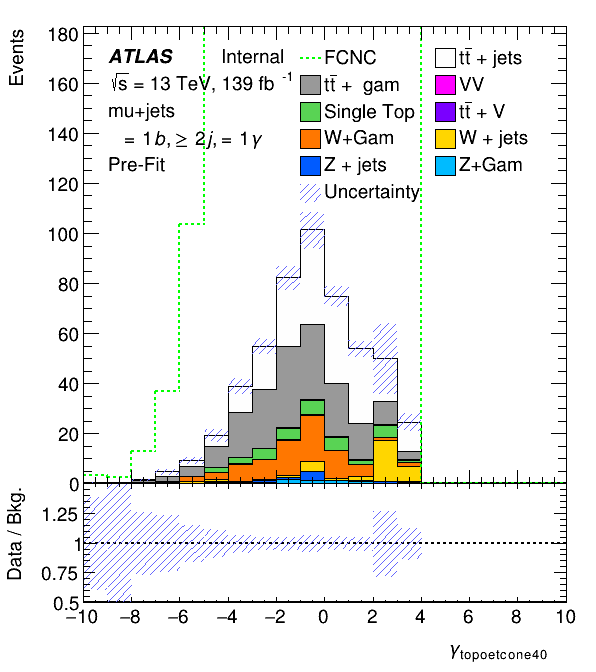 Events
180
160
140
120
100
80
60
40
20
0
ATLAS Internal
√s = 13 TeV, 139 fb⁻¹
mu+jets
= 1b, ≥ 2j, = 1γ
Pre-Fit
FCNC
tt̄ + jets
tt̄ + gam
VV
Single Top
tt̄ + V
W+Gam
W + jets
Z + jets
Z+Gam
Uncertainty
Data / Bkg.
1.25
1
0.75
0.5
−10 −8 −6 −4 −2 0 2 4 6 8 10
γtopoetcone40